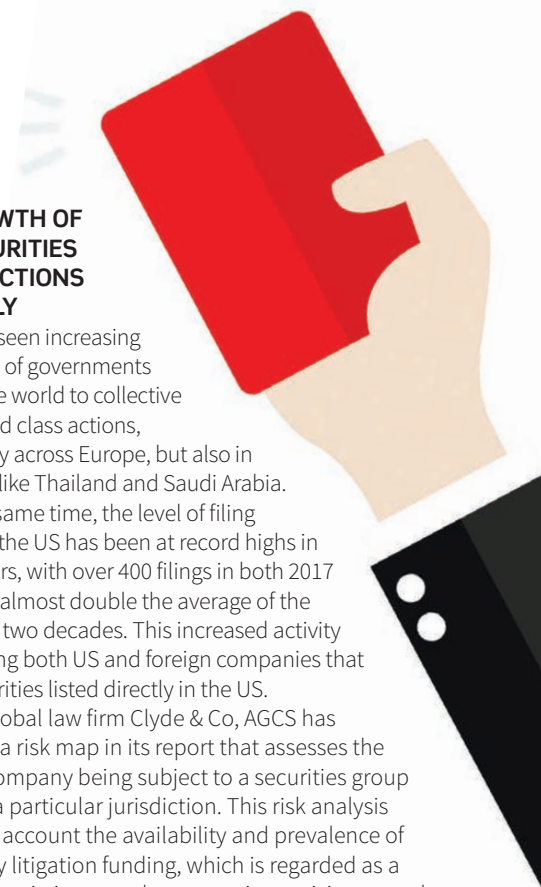 WTH OF
URITIES
CTIONS
LY
seen increasing
of governments
e world to collective
d class actions,
y across Europe, but also in
like Thailand and Saudi Arabia.
same time, the level of filing
the US has been at record highs in
rs, with over 400 filings in both 2017
almost double the average of the
two decades. This increased activity
ng both US and foreign companies that
rities listed directly in the US.
obal law firm Clyde & Co, AGCS has
a risk map in its report that assesses the
ompany being subject to a securities group
a particular jurisdiction. This risk analysis
account the availability and prevalence of
y litigation funding, which is regarded as a